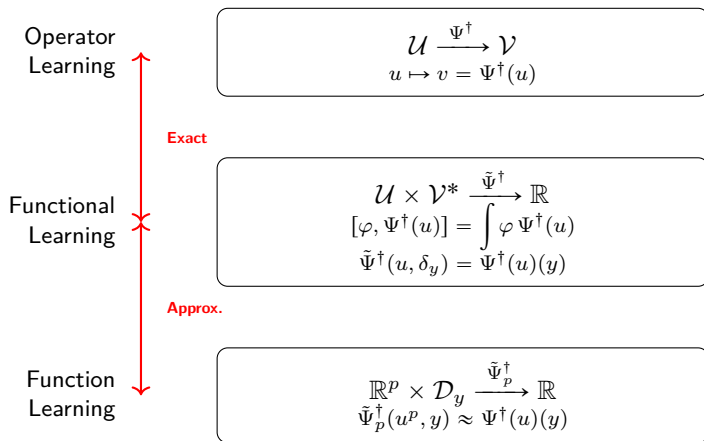 Operator
Learning
𝒰 —Ψ†→ 𝒱
u ↦ v = Ψ†(u)
Exact
Functional
Learning
𝒰 × 𝒱* —Ψ̃†→ ℝ
[φ, Ψ†(u)] = ∫ φ Ψ†(u)
Ψ̃†(u, δ_y) = Ψ†(u)(y)
Approx.
Function
Learning
ℝ^p × 𝒟_y —Ψ̃†_p→ ℝ
Ψ̃†_p(u^p, y) ≈ Ψ†(u)(y)